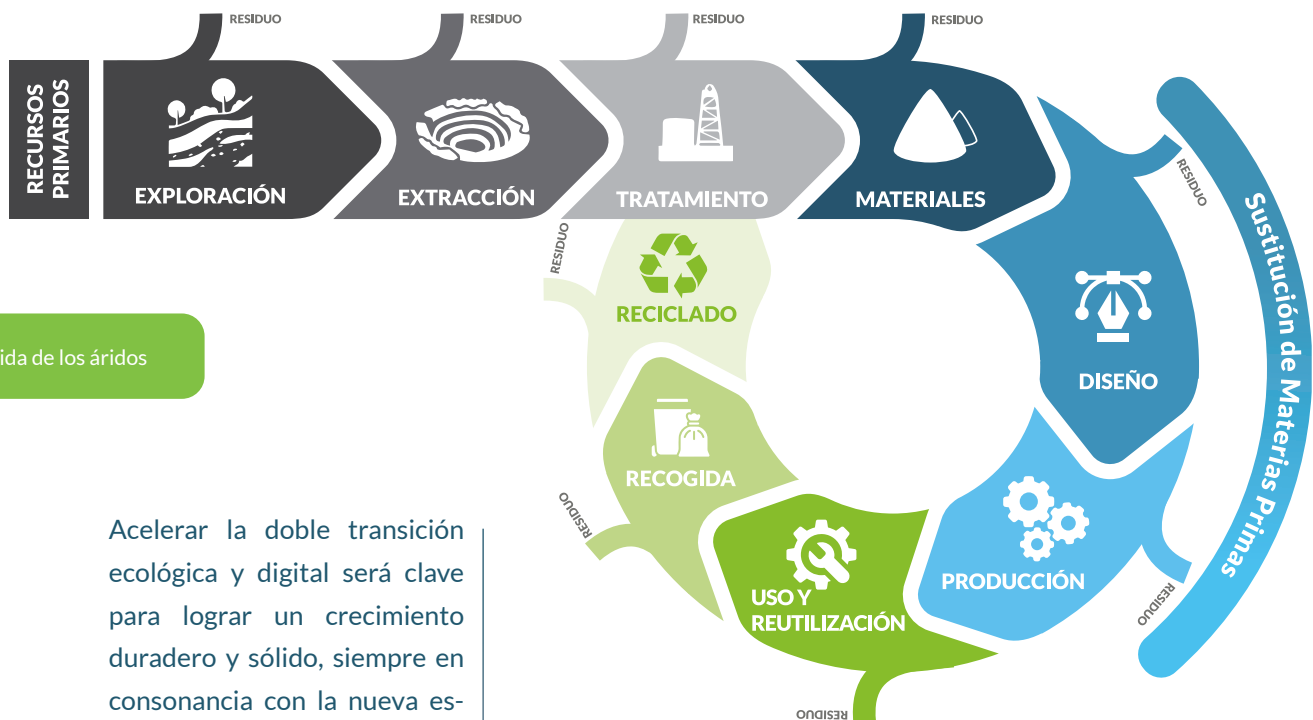 RESIDUO
RESIDUO
RESIDUO
RESIDUO
RECURSOS
PRIMARIOS
EXPLORACIÓN
EXTRACCIÓN
TRATAMIENTO
MATERIALES
RESIDUO
Sustitución de Materias Primas
DISEÑO
RESIDUO
RECICLADO
ida de los áridos
RECOGIDA
RESIDUO
PRODUCCIÓN
RESIDUO
USO Y
REUTILIZACIÓN
RESIDUO
Acelerar la doble transición
ecológica y digital será clave
para lograr un crecimiento
duradero y sólido, siempre en
consonancia con la nueva es-